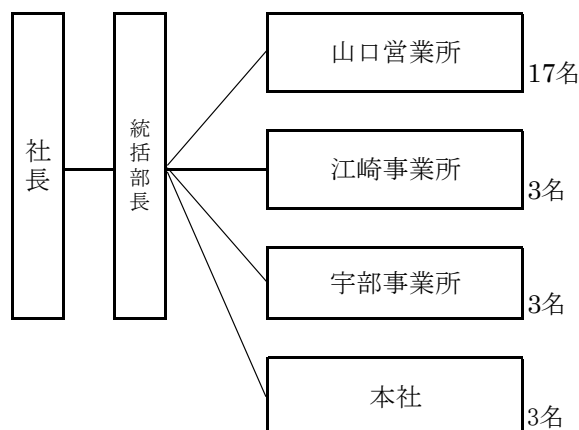 社長
統括部長
山口営業所
17名
江崎事業所
3名
宇部事業所
3名
本社
3名